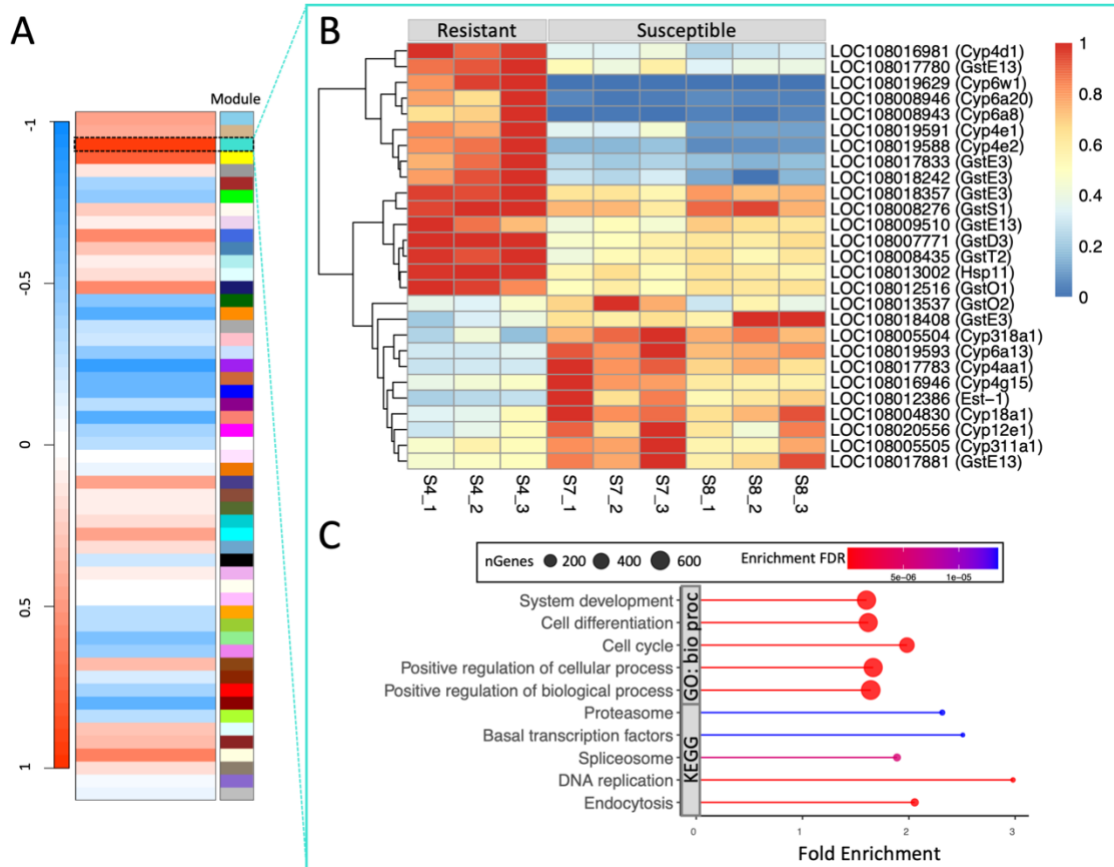 A
Module
-1
-0.5
0
0.5
1
B
Resistant Susceptible
LOC108016981 (Cyp4d1)
LOC108017780 (GstE13)
LOC108019629 (Cyp6w1)
LOC108008946 (Cyp6a20)
LOC108008943 (Cyp6a8)
LOC108019591 (Cyp4e1)
LOC108019588 (Cyp4e2)
LOC108017833 (GstE3)
LOC108018242 (GstE3)
LOC108018357 (GstE3)
LOC108008276 (GstS1)
LOC108009510 (GstE13)
LOC108007771 (GstD3)
LOC108008435 (GstT2)
LOC108013002 (Hsp11)
LOC108012516 (GstO1)
LOC108013537 (GstO2)
LOC108018408 (GstE3)
LOC108005504 (Cyp318a1)
LOC108019593 (Cyp6a13)
LOC108017783 (Cyp4aa1)
LOC108016946 (Cyp4g15)
LOC108012386 (Est-1)
LOC108004830 (Cyp18a1)
LOC108020556 (Cyp12e1)
LOC108005505 (Cyp311a1)
LOC108017881 (GstE13)
1
0.8
0.6
0.4
0.2
0
S4_1 S4_2 S4_3 S7_1 S7_2 S7_3 S8_1 S8_2 S8_3
C
nGenes 200 400 600
Enrichment FDR
5e-06 1e-05
GO: bio proc
System development
Cell differentiation
Cell cycle
Positive regulation of cellular process
Positive regulation of biological process
KEGG
Proteasome
Basal transcription factors
Spliceosome
DNA replication
Endocytosis
0 1 2 3
Fold Enrichment